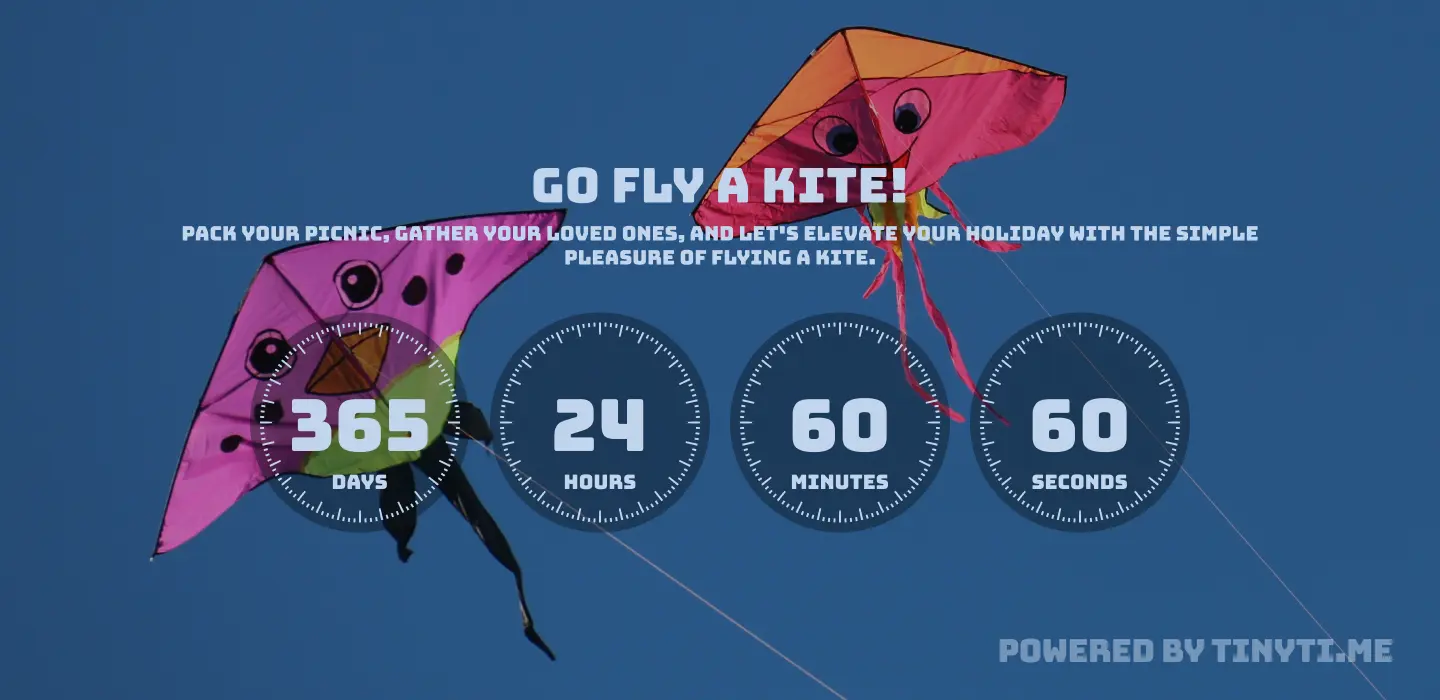 GO FLY A KITE!
PACK YOUR PICNIC, GATHER YOUR LOVED ONES, AND LET'S ELEVATE YOUR HOLIDAY WITH THE SIMPLE
PLEASURE OF FLYING A KITE.
365 24 60 60
DAYS HOURS MINUTES SECONDS
POWERED BY TINYTI.ME